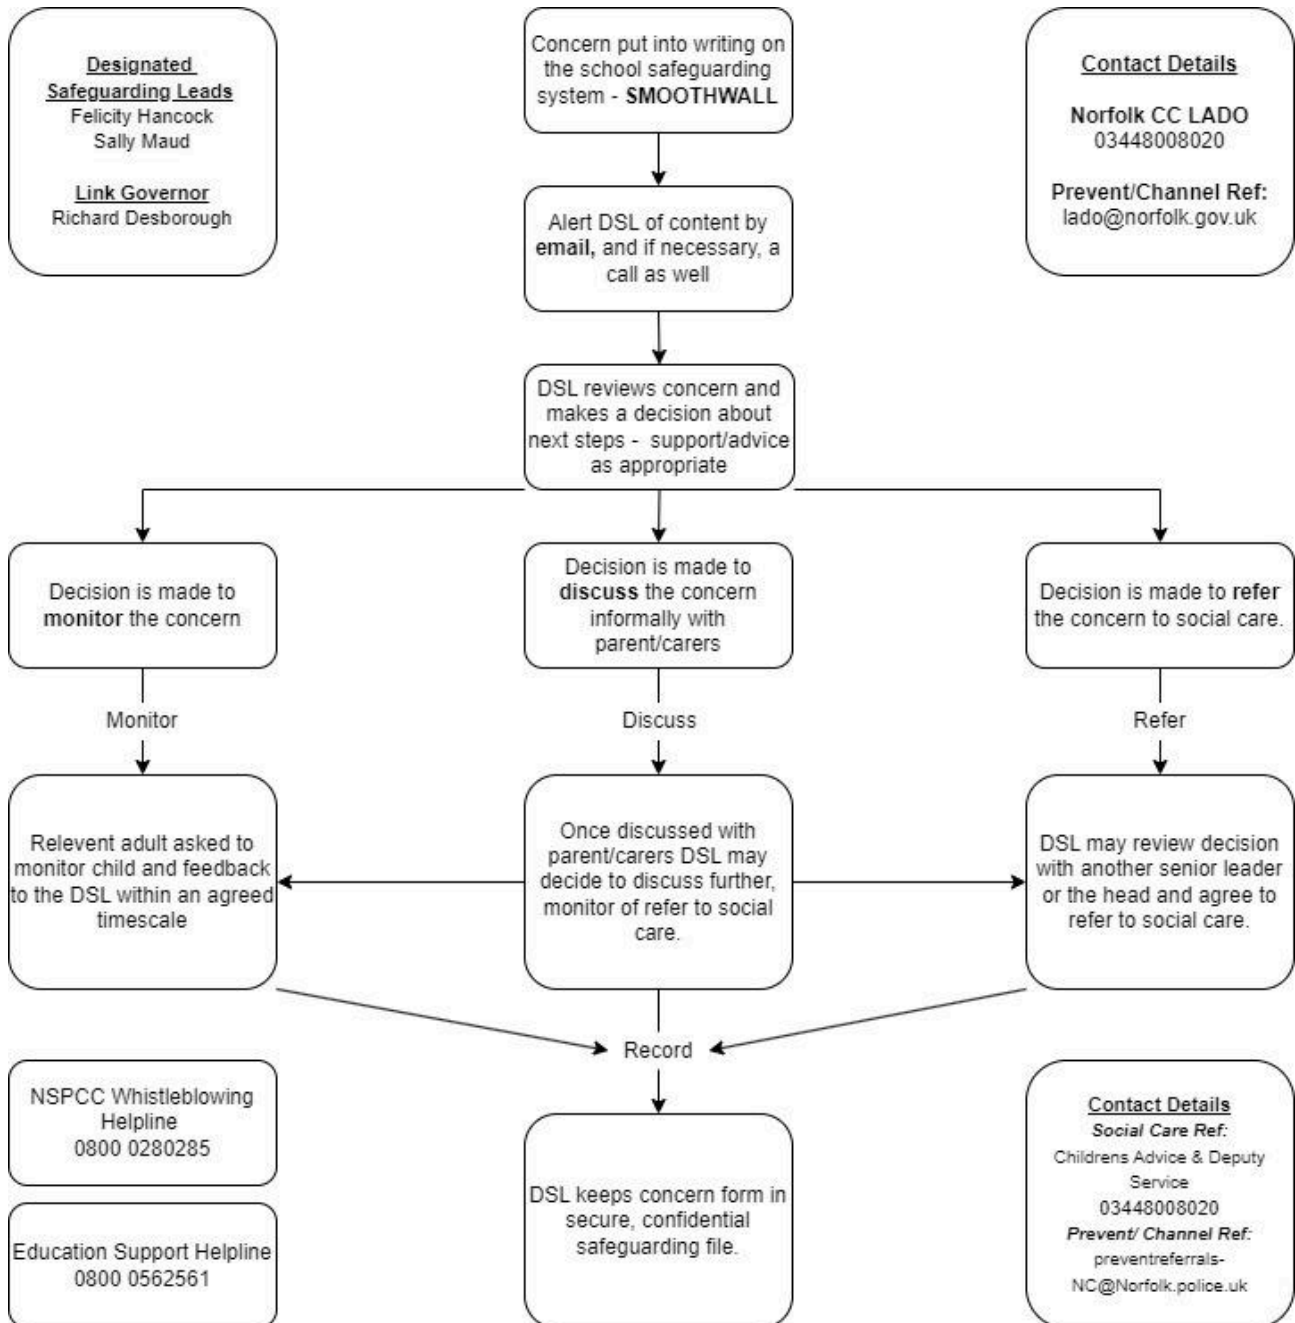 Designated
Safeguarding Leads
Felicity Hancock
Sally Maud
Link Governor
Richard Desborough
Concern put into writing on
the school safeguarding
system - SMOOTHWALL
Contact Details
Norfolk CC LADO
03448008020
Prevent/Channel Ref:
lado@norfolk.gov.uk
Alert DSL of content by
email, and if necessary, a
call as well
DSL reviews concern and
makes a decision about
next steps - support/advice
as appropriate
Decision is made to
monitor the concern
Decision is made to
discuss the concern
informally with
parent/carers
Decision is made to refer
the concern to social care.
Monitor
Discuss
Refer
Relevent adult asked to
monitor child and feedback
to the DSL within an agreed
timescale
Once discussed with
parent/carers DSL may
decide to discuss further,
monitor of refer to social
care.
DSL may review decision
with another senior leader
or the head and agree to
refer to social care.
Record
NSPCC Whistleblowing
Helpline
0800 0280285
Education Support Helpline
0800 0562561
DSL keeps concern form in
secure, confidential
safeguarding file.
Contact Details
Social Care Ref:
Childrens Advice & Deputy
Service
03448008020
Prevent/ Channel Ref:
preventreferrals-
NC@Norfolk.police.uk